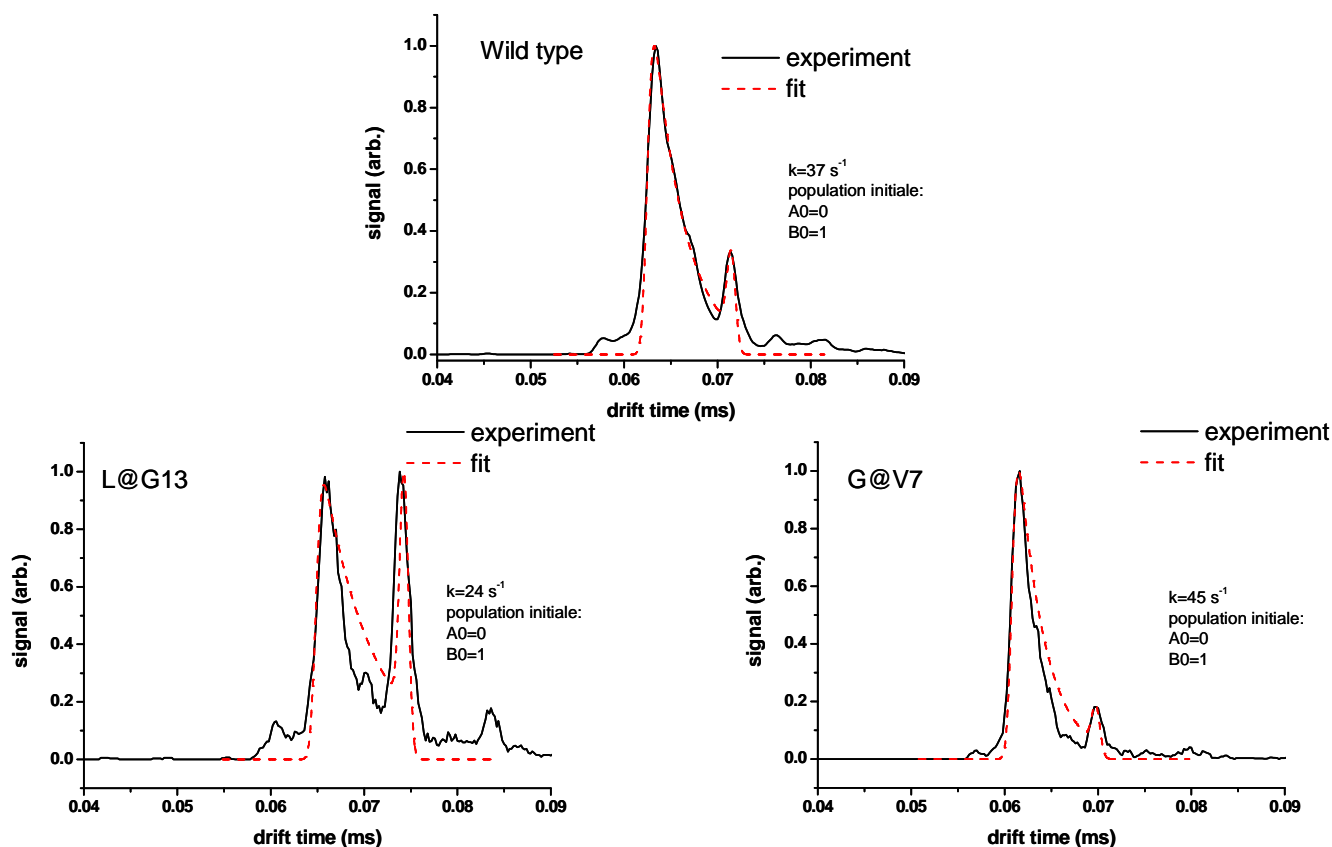 Wild type
experiment
fit
k=37 s-1
population initiale:
A0=0
B0=1
signal (arb.)
1.0
0.8
0.6
0.4
0.2
0.0
0.04 0.05 0.06 0.07 0.08 0.09
drift time (ms)
L@G13
experiment
fit
k=24 s-1
population initiale:
A0=0
B0=1
signal (arb.)
1.0
0.8
0.6
0.4
0.2
0.0
0.04 0.05 0.06 0.07 0.08 0.09
drift time (ms)
G@V7
experiment
fit
k=45 s-1
population initiale:
A0=0
B0=1
signal (arb.)
1.0
0.8
0.6
0.4
0.2
0.0
0.04 0.05 0.06 0.07 0.08 0.09
drift time (ms)